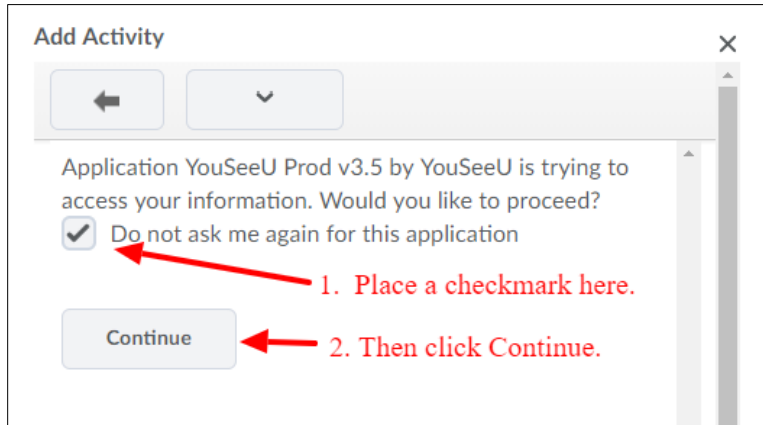 Add Activity
Application YouSeeU Prod v3.5 by YouSeeU is trying to
access your information. Would you like to proceed?
Do not ask me again for this application
1. Place a checkmark here.
Continue
2. Then click Continue.